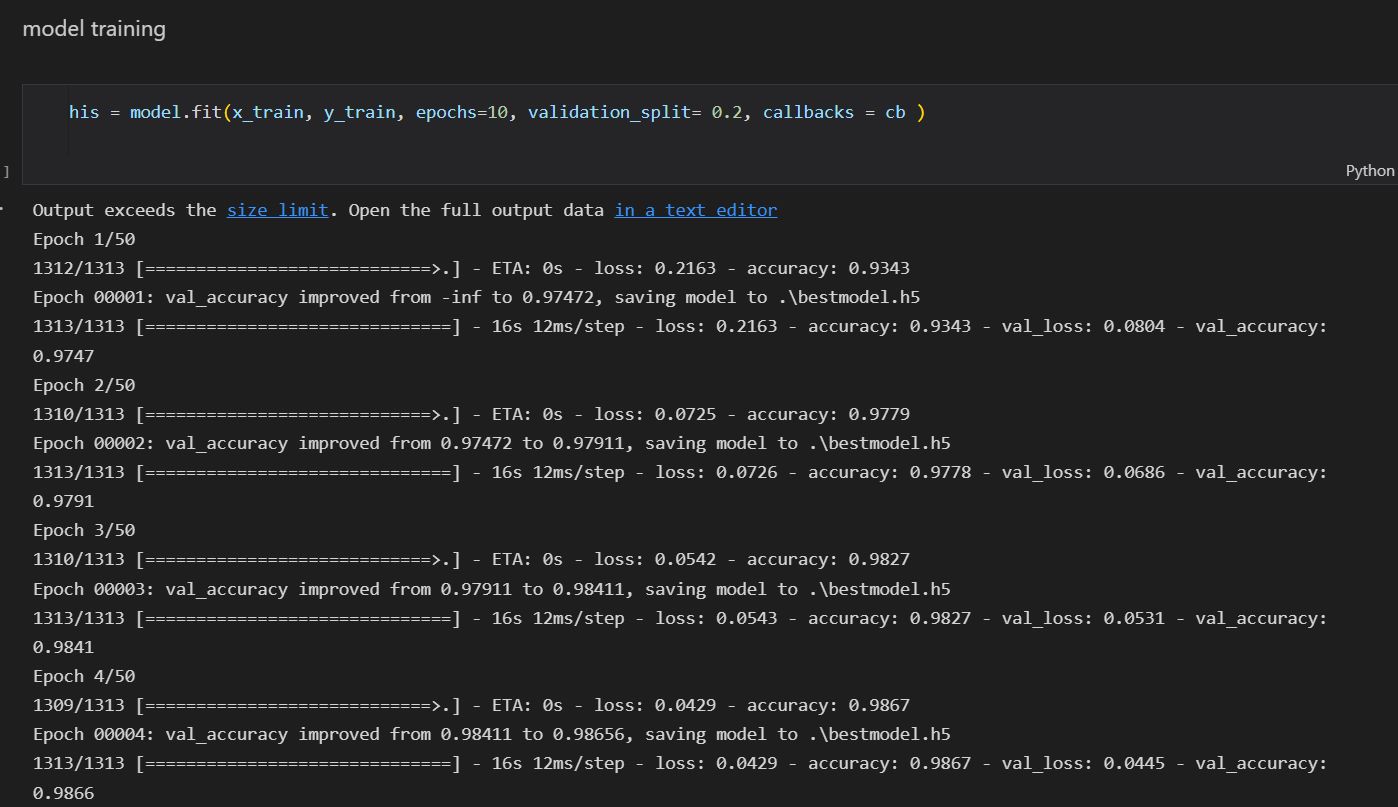 model training
his = model.fit(x_train, y_train, epochs=10, validation_split= 0.2, callbacks = cb )
]
Python
Output exceeds the size limit. Open the full output data in a text editor
Epoch 1/50
1312/1313 [============================>.] - ETA: 0s - loss: 0.2163 - accuracy: 0.9343
Epoch 00001: val_accuracy improved from -inf to 0.97472, saving model to .\bestmodel.h5
1313/1313 [==============================] - 16s 12ms/step - loss: 0.2163 - accuracy: 0.9343 - val_loss: 0.0804 - val_accuracy:
0.9747
Epoch 2/50
1310/1313 [============================>.] - ETA: 0s - loss: 0.0725 - accuracy: 0.9779
Epoch 00002: val_accuracy improved from 0.97472 to 0.97911, saving model to .\bestmodel.h5
1313/1313 [==============================] - 16s 12ms/step - loss: 0.0726 - accuracy: 0.9778 - val_loss: 0.0686 - val_accuracy:
0.9791
Epoch 3/50
1310/1313 [============================>.] - ETA: 0s - loss: 0.0542 - accuracy: 0.9827
Epoch 00003: val_accuracy improved from 0.97911 to 0.98411, saving model to .\bestmodel.h5
1313/1313 [==============================] - 16s 12ms/step - loss: 0.0543 - accuracy: 0.9827 - val_loss: 0.0531 - val_accuracy:
0.9841
Epoch 4/50
1309/1313 [============================>.] - ETA: 0s - loss: 0.0429 - accuracy: 0.9867
Epoch 00004: val_accuracy improved from 0.98411 to 0.98656, saving model to .\bestmodel.h5
1313/1313 [==============================] - 16s 12ms/step - loss: 0.0429 - accuracy: 0.9867 - val_loss: 0.0445 - val_accuracy:
0.9866